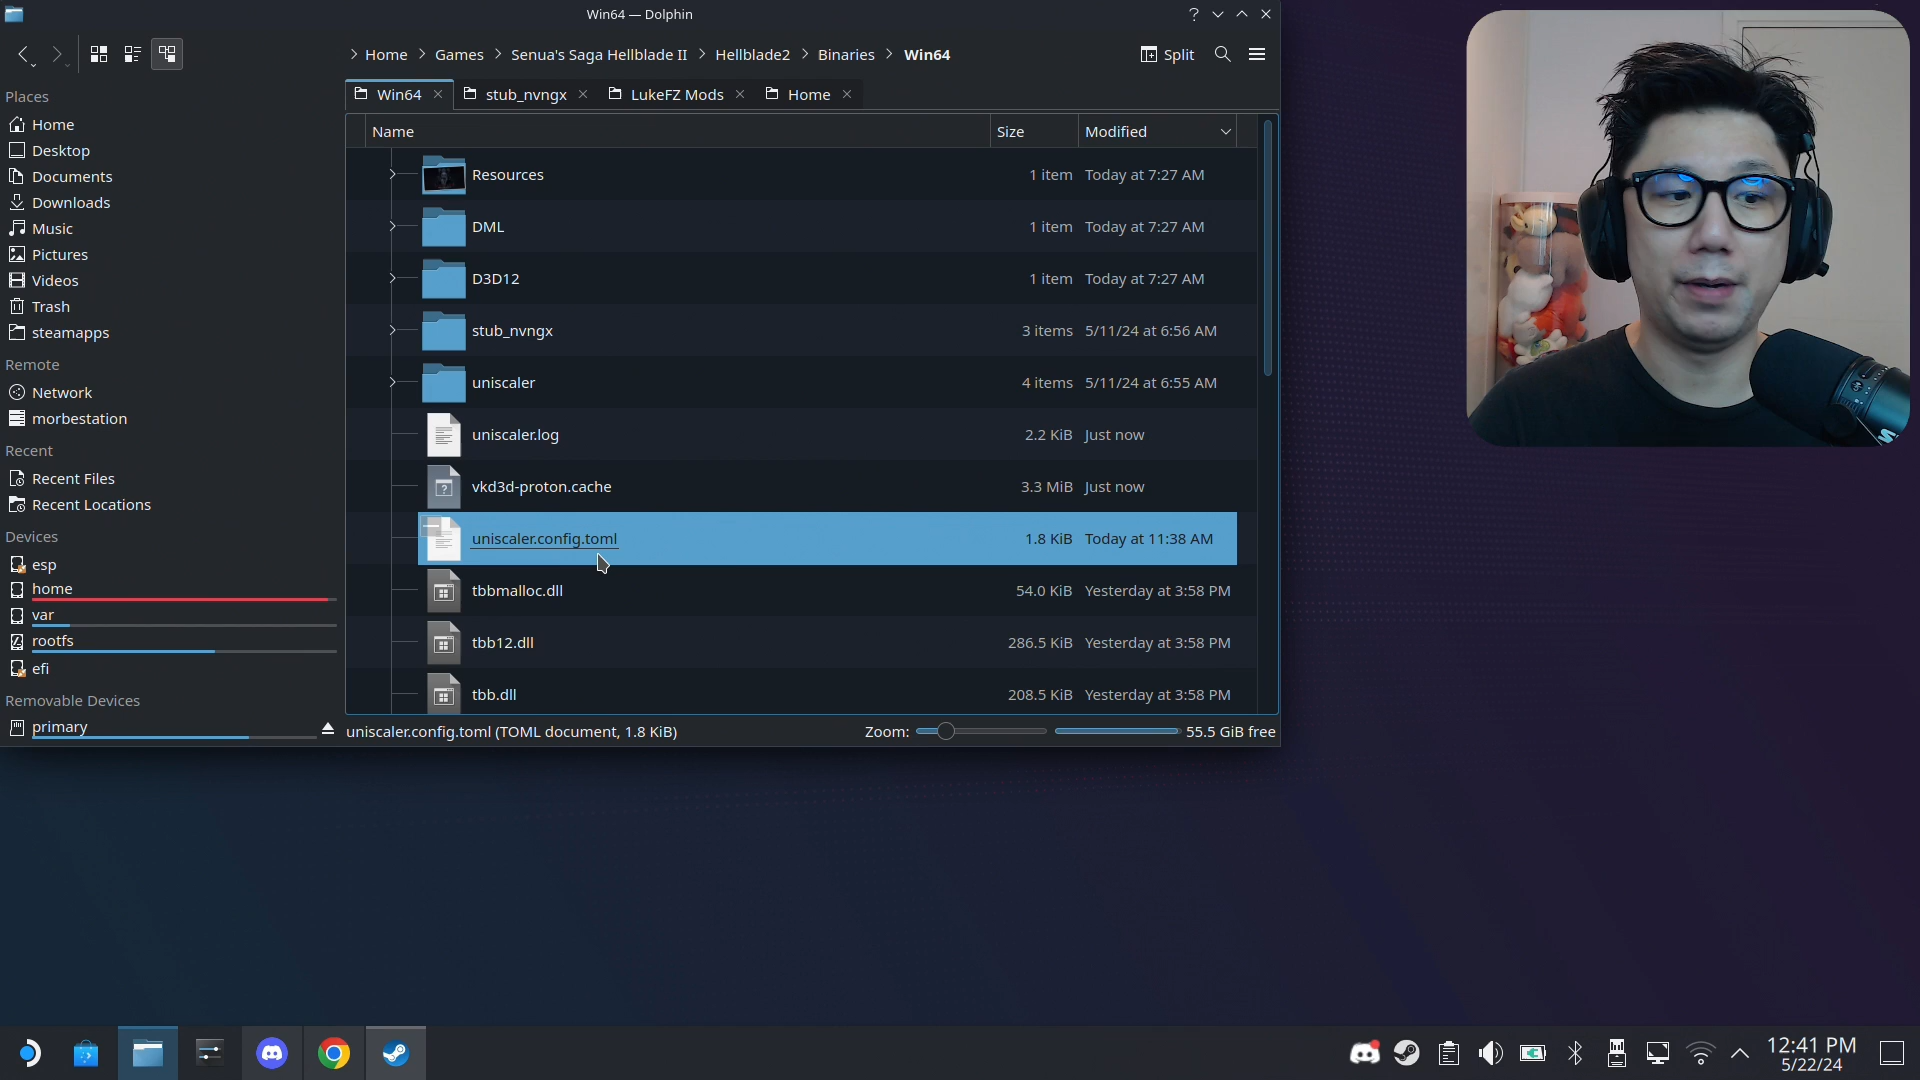 Win64 — Dolphin
Home
Games
Senua's Saga Hellblade II
Hellblade2
Binaries
Win64
Split
Win64
stub_nvngx
LukeFZ Mods
Home
Name
Size
Modified
Places
Home
Desktop
Documents
Downloads
Music
Pictures
Videos
Trash
steamapps
Remote
Network
morbestation
Recent
Recent Files
Recent Locations
Devices
esp
home
var
rootfs
efi
Removable Devices
primary
Resources 1 item Today at 7:27 AM
DML 1 item Today at 7:27 AM
D3D12 1 item Today at 7:27 AM
stub_nvngx 3 items 5/11/24 at 6:56 AM
uniscaler 4 items 5/11/24 at 6:55 AM
uniscaler.log 2.2 KiB Just now
vkd3d-proton.cache 3.3 MiB Just now
uniscaler.config.toml 1.8 KiB Today at 11:38 AM
tbbmalloc.dll 54.0 KiB Yesterday at 3:58 PM
tbb12.dll 286.5 KiB Yesterday at 3:58 PM
tbb.dll 208.5 KiB Yesterday at 3:58 PM
uniscaler.config.toml (TOML document, 1.8 KiB)
Zoom:
55.5 GiB free
12:41 PM
5/22/24